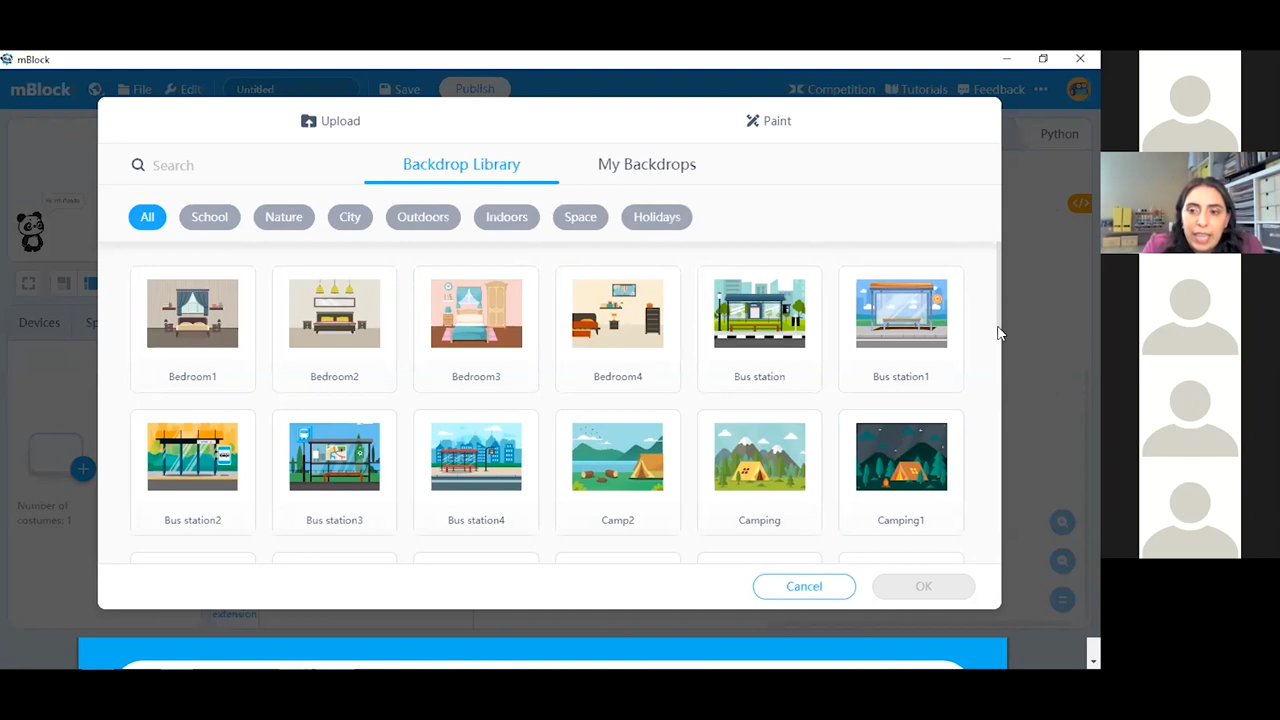 mBlock
mBlock File Edit Untitled Save Publish Competition Tutorials Feedback
Upload Paint
Python
Search Backdrop Library My Backdrops
All School Nature City Outdoors Indoors Space Holidays
Devices Sp
Bedroom1 Bedroom2 Bedroom3 Bedroom4 Bus station Bus station1
Bus station2 Bus station3 Bus station4 Camp2 Camping Camping1
Number of
costumes: 1
Cancel OK
extension